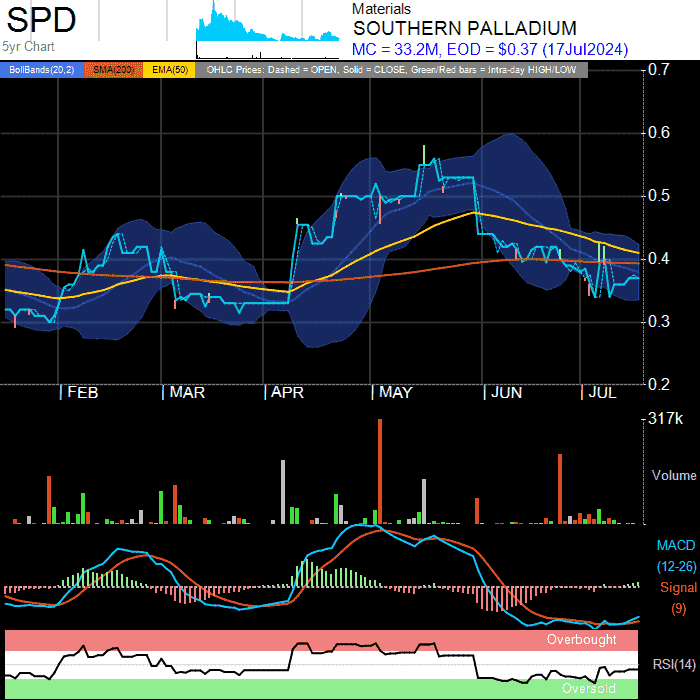 SPD
5yr Chart
Materials
SOUTHERN PALLADIUM
MC = 33.2M, EOD = $0.37 (17Jul2024)
BollBands(20,2) SMA(200) EMA(50) OHLC Prices: Dashed = OPEN, Solid = CLOSE, Green/Red bars = Intra-day HIGH/LOW
0.7
0.6
0.5
0.4
0.3
0.2
FEB MAR APR MAY JUN JUL
317k
Volume
MACD
(12-26)
Signal
(9)
Overbought
RSI(14)
Oversold